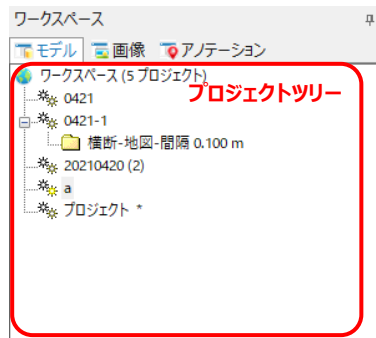 ワークスペース
モデル 画像 アノテーション
ワークスペース (5 プロジェクト)
プロジェクトツリー
0421
0421-1
横断-地図-間隔 0.100 m
20210420 (2)
a
プロジェクト *